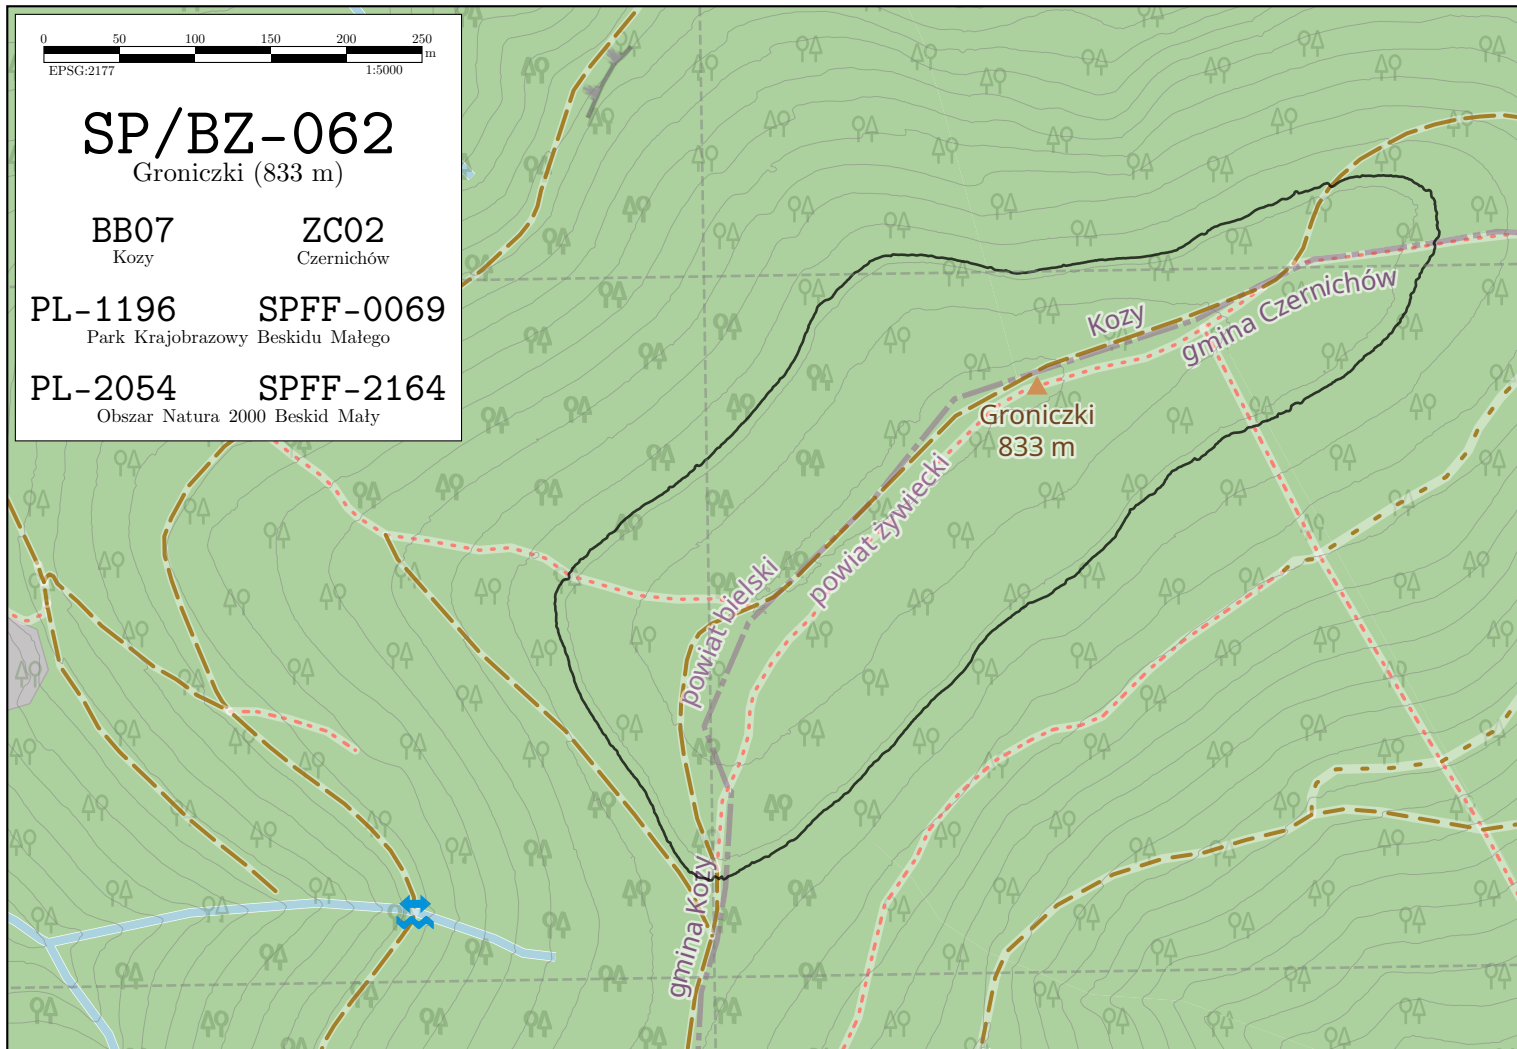 0 50 100 150 200 250
m
EPSG:2177 1:5000
SP/BZ-062
Groniczki (833 m)
BB07 ZC02
Kozy Czernichów
PL-1196 SPFF-0069
Park Krajobrazowy Beskidu Małego
PL-2054 SPFF-2164
Obszar Natura 2000 Beskid Mały
Kozy
gmina Czernichów
Groniczki
833 m
powiat żywiecki
powiat bielski
gmina Kozy